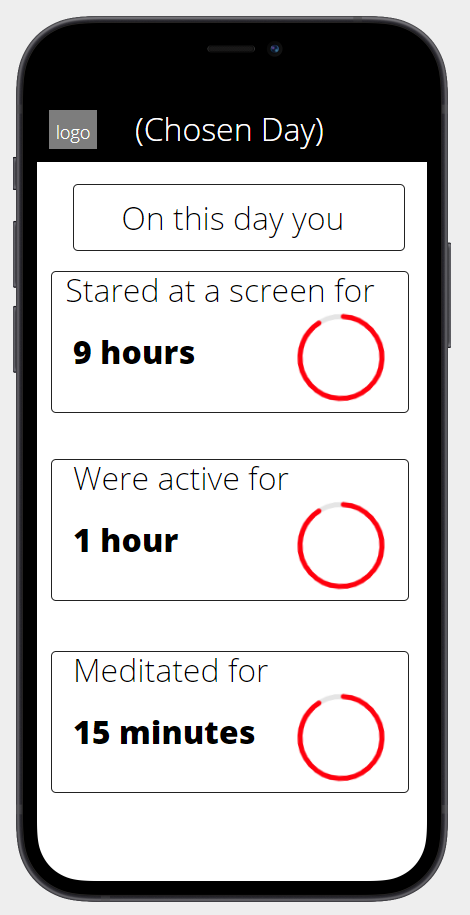 logo
(Chosen Day)
On this day you
Stared at a screen for
9 hours
Were active for
1 hour
Meditated for
15 minutes